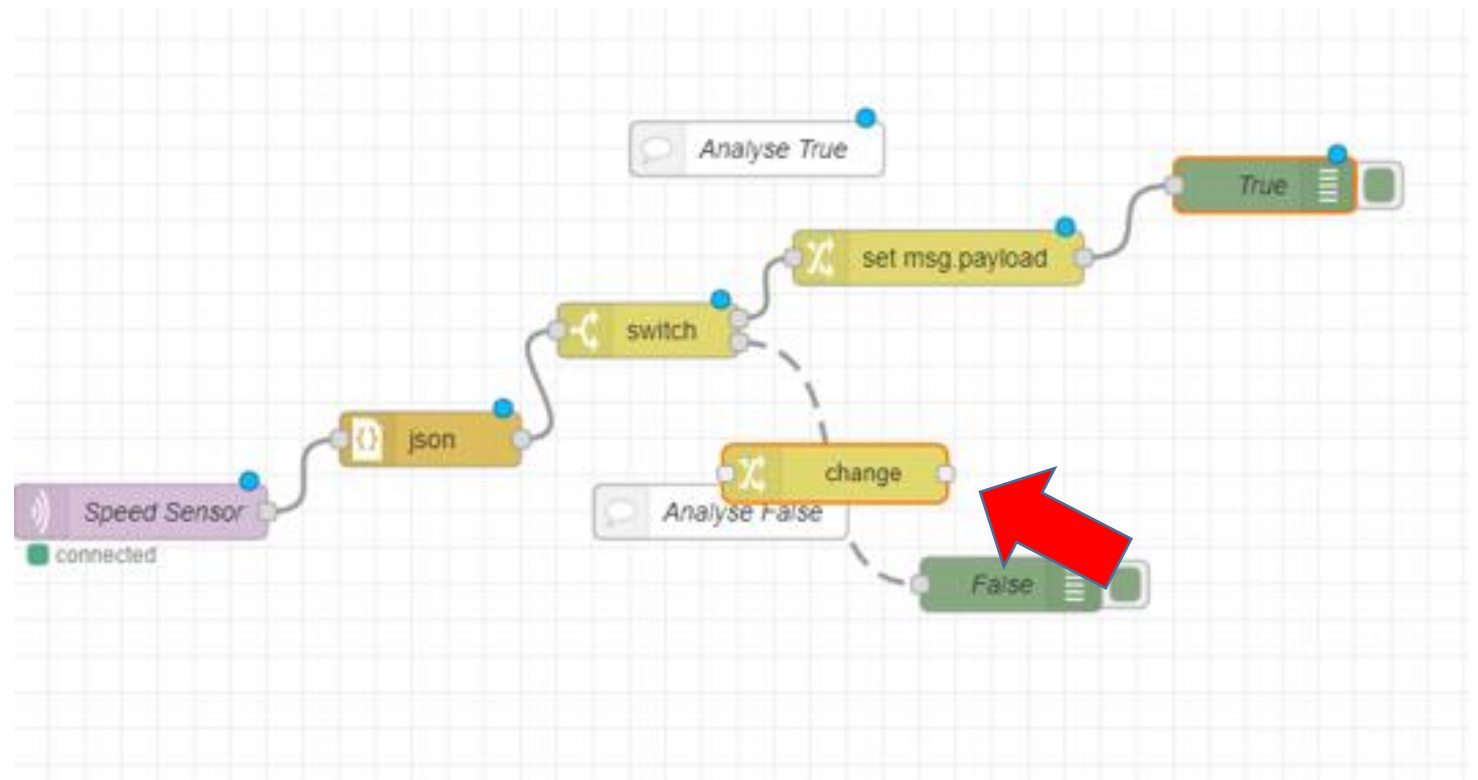 Analyse True
True
set msg.payload
switch
json
change
Speed Sensor
Analyse False
connected
False